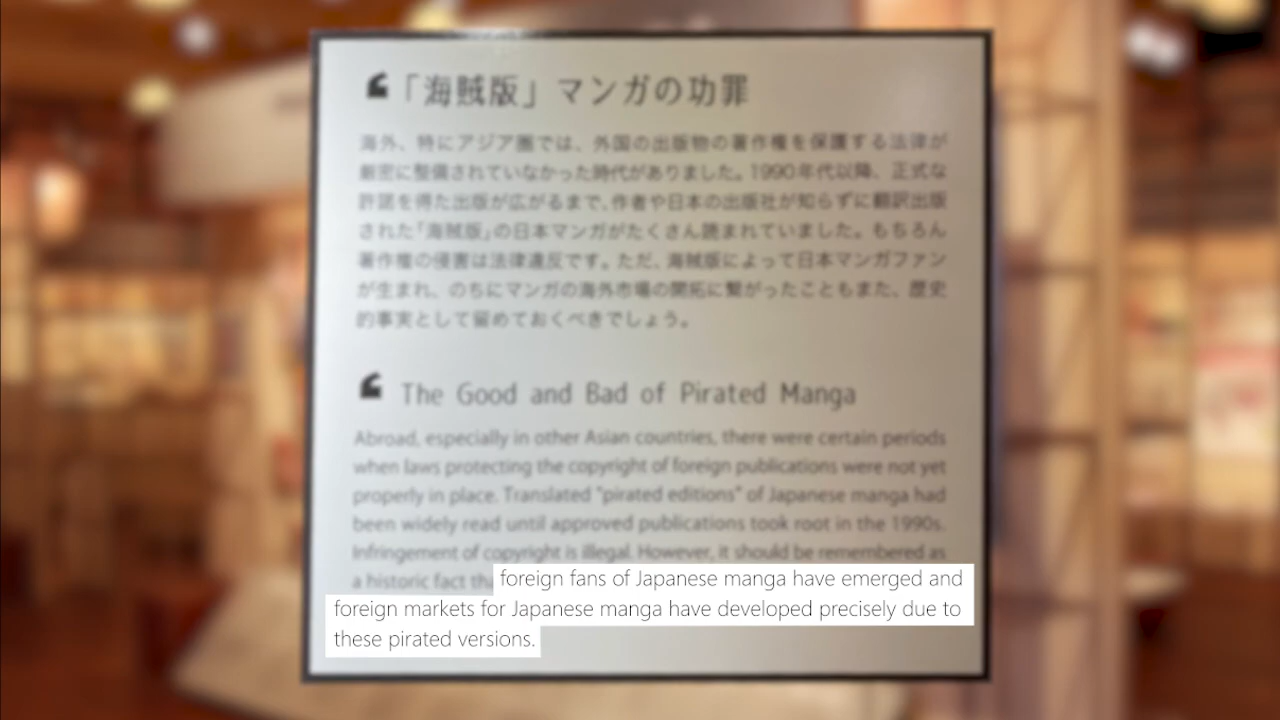 「海賊版」マンガの功罪
海外、特にアジア圏では、外国の出版物の著作権を保護する法律が
厳密に整備されていなかった時代がありました。1990年代以降、正式な
許諾を得た出版が広がるまで、作者や日本の出版社が知らずに翻訳出版
された「海賊版」の日本マンガがたくさん読まれていました。もちろん
著作権の侵害は法律違反です。ただ、海賊版によって日本マンガファン
が生まれ、のちにマンガの海外市場の開拓に繋がったこともまた、歴史
的事実として留めておくべきでしょう。
The Good and Bad of Pirated Manga
Abroad, especially in other Asian countries, there were certain periods
when laws protecting the copyright of foreign publications were not yet
properly in place. Translated "pirated editions" of Japanese manga had
been widely read until approved publications took root in the 1990s.
Infringement of copyright is illegal. However, it should be remembered as
a historic fact tha foreign fans of Japanese manga have emerged and
foreign markets for Japanese manga have developed precisely due to
these pirated versions.